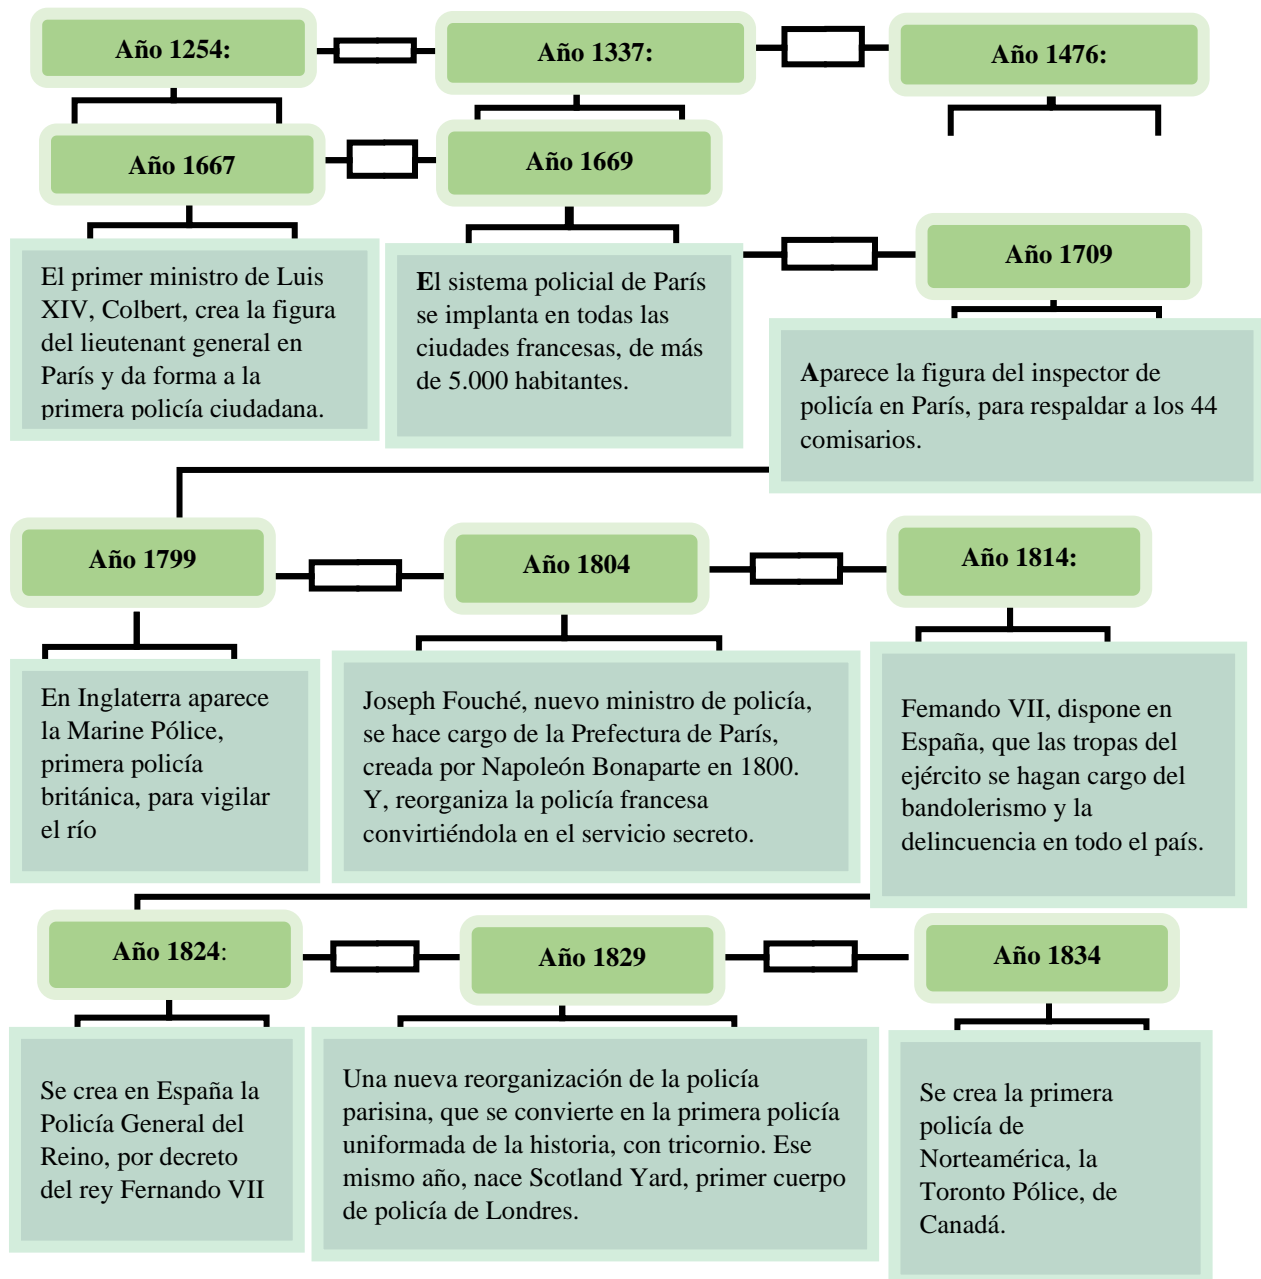 Año 1254:
Año 1337:
Año 1476:
Año 1667
Año 1669
El primer ministro de Luis
XIV, Colbert, crea la figura
del lieutenant general en
París y da forma a la
primera policía ciudadana.
El sistema policial de París
se implanta en todas las
ciudades francesas, de más
de 5.000 habitantes.
Año 1709
Aparece la figura del inspector de
policía en París, para respaldar a los 44
comisarios.
Año 1799
Año 1804
Año 1814:
En Inglaterra aparece
la Marine Pólice,
primera policía
británica, para vigilar
el río
Joseph Fouché, nuevo ministro de policía,
se hace cargo de la Prefectura de París,
creada por Napoleón Bonaparte en 1800.
Y, reorganiza la policía francesa
convirtiéndola en el servicio secreto.
Femando VII, dispone en
España, que las tropas del
ejército se hagan cargo del
bandolerismo y la
delincuencia en todo el país.
Año 1824:
Año 1829
Año 1834
Se crea en España la
Policía General del
Reino, por decreto
del rey Fernando VII
Una nueva reorganización de la policía
parisina, que se convierte en la primera policía
uniformada de la historia, con tricornio. Ese
mismo año, nace Scotland Yard, primer cuerpo
de policía de Londres.
Se crea la primera
policía de
Norteamérica, la
Toronto Pólice, de
Canadá.